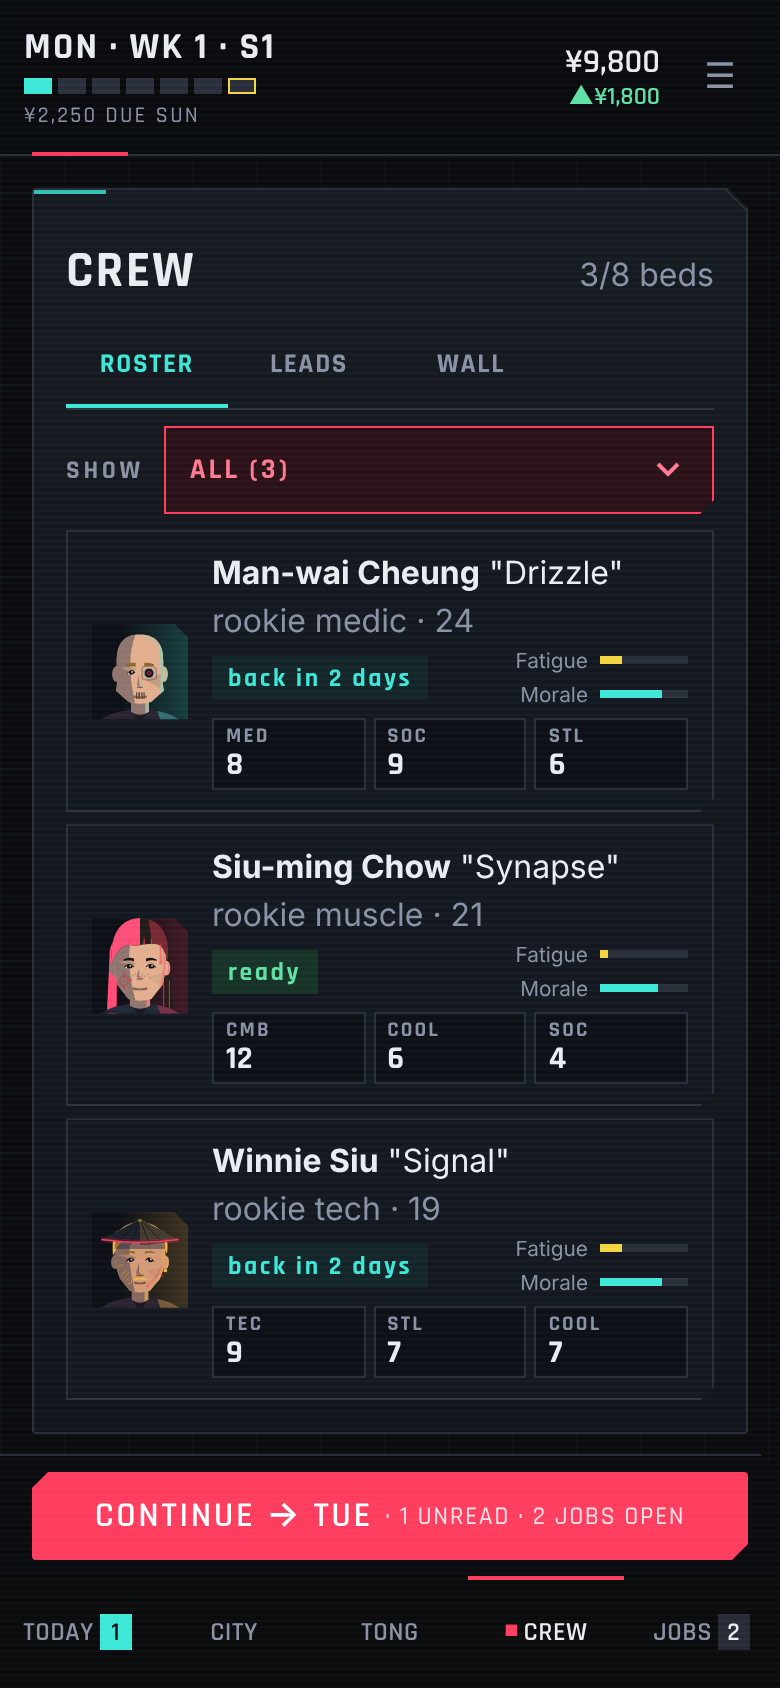 MON · WK 1 · S1
¥2,250 DUE SUN
¥9,800
▲¥1,800
CREW
3/8 beds
ROSTER LEADS WALL
SHOW ALL (3)
Man-wai Cheung "Drizzle"
rookie medic · 24
back in 2 days
Fatigue
Morale
MED SOC STL
8 9 6
Siu-ming Chow "Synapse"
rookie muscle · 21
ready
Fatigue
Morale
CMB COOL SOC
12 6 4
Winnie Siu "Signal"
rookie tech · 19
back in 2 days
Fatigue
Morale
TEC STL COOL
9 7 7
CONTINUE → TUE · 1 UNREAD · 2 JOBS OPEN
TODAY 1 CITY TONG CREW JOBS 2